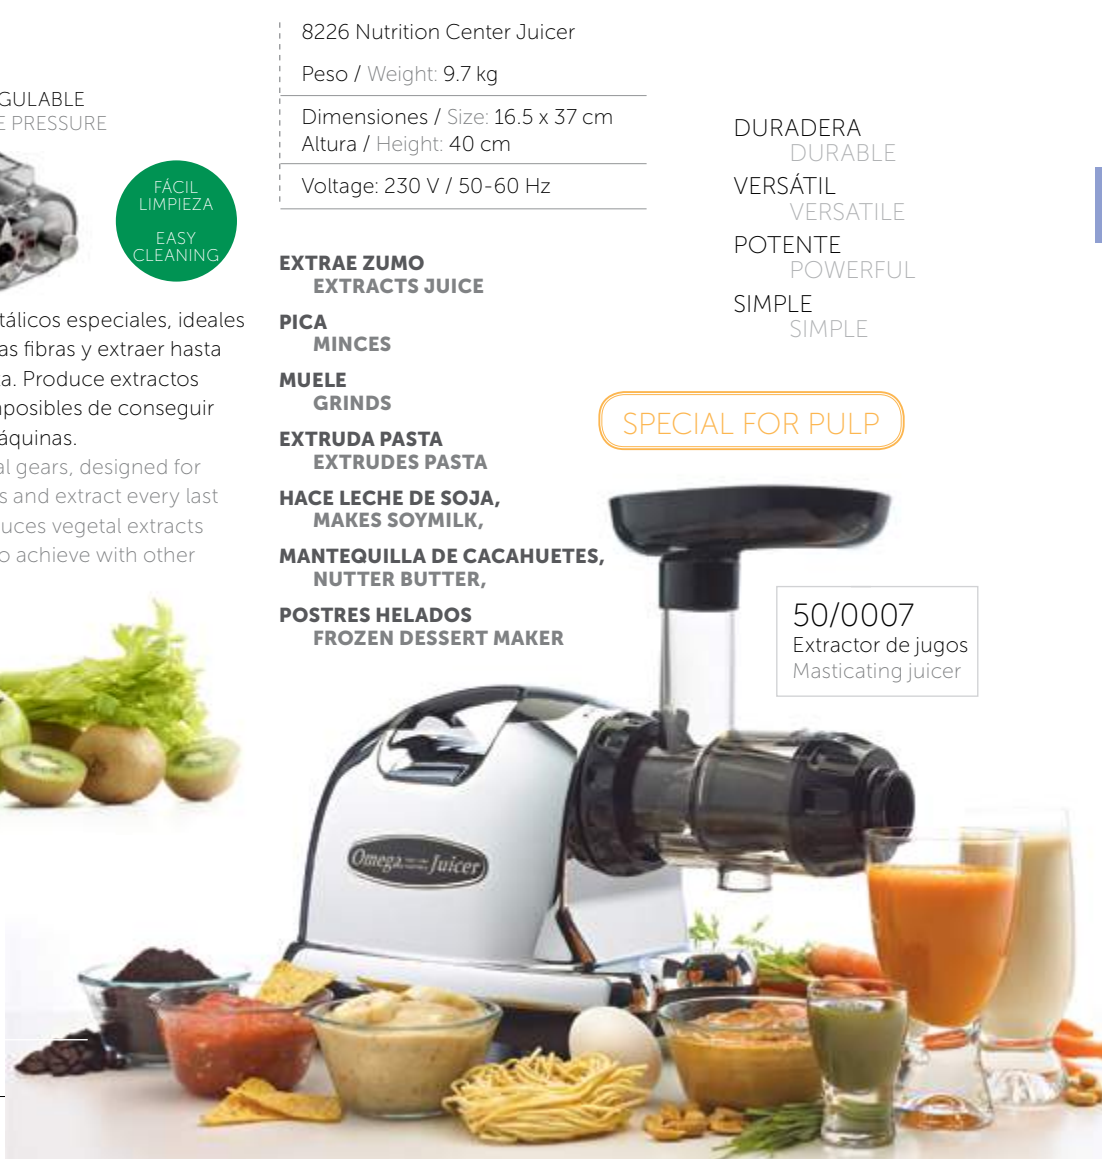 8226 Nutrition Center Juicer
Peso / Weight: 9.7 kg
Dimensiones / Size: 16.5 x 37 cm
Altura / Height: 40 cm
Voltage: 230 V / 50-60 Hz
GULABLE
E PRESSURE
FÁCIL
LIMPIEZA
EASY
CLEANING
tálicos especiales, ideales
as fibras y extraer hasta
a. Produce extractos
posibles de conseguir
áquinas.
al gears, designed for
s and extract every last
uces vegetal extracts
o achieve with other
EXTRAE ZUMO
EXTRACTS JUICE
PICA
MINCES
MUELE
GRINDS
EXTRUDA PASTA
EXTRUDES PASTA
HACE LECHE DE SOJA,
MAKES SOYMILK,
MANTEQUILLA DE CACAHUETES,
NUTTER BUTTER,
POSTRES HELADOS
FROZEN DESSERT MAKER
DURADERA
DURABLE
VERSÁTIL
VERSATILE
POTENTE
POWERFUL
SIMPLE
SIMPLE
SPECIAL FOR PULP
50/0007
Extractor de jugos
Masticating juicer
Omega Juicer